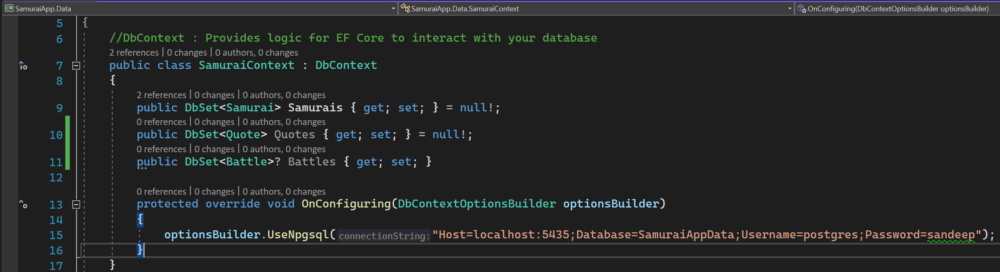 SamuraiApp.Data SamuraiApp.Data.SamuraiContext OnConfiguring(DbContextOptionsBuilder optionsBuilder)
5 {
6 //DbContext : Provides logic for EF Core to interact with your database
2 references | 0 changes | 0 authors, 0 changes
7 public class SamuraiContext : DbContext
8 {
2 references | 0 changes | 0 authors, 0 changes
9 public DbSet<Samurai> Samurais { get; set; } = null!;
0 references | 0 changes | 0 authors, 0 changes
10 public DbSet<Quote> Quotes { get; set; } = null!;
0 references | 0 changes | 0 authors, 0 changes
11 public DbSet<Battle>? Battles { get; set; }
12
0 references | 0 changes | 0 authors, 0 changes
13 protected override void OnConfiguring(DbContextOptionsBuilder optionsBuilder)
14 {
15 optionsBuilder.UseNpgsql(connectionString:"Host=localhost:5435;Database=SamuraiAppData;Username=postgres;Password=sandeep");
16 }
17 }